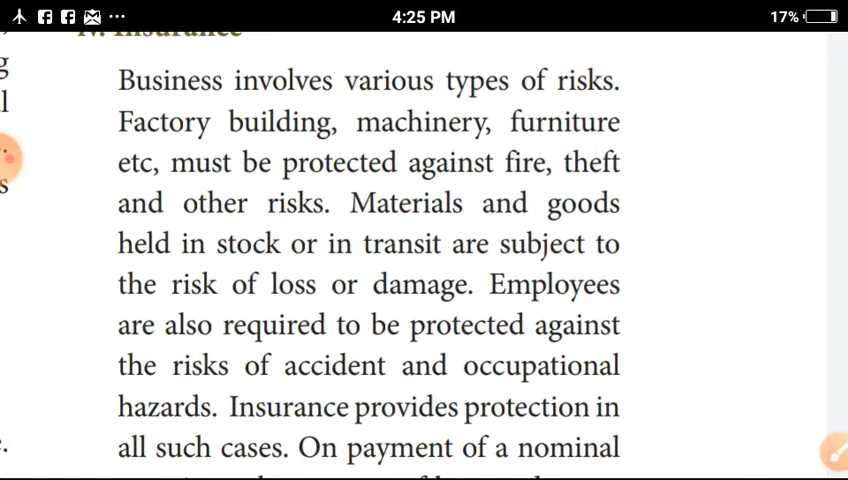 4:25 PM
17%
IV. Insurance
Business involves various types of risks.
Factory building, machinery, furniture
etc, must be protected against fire, theft
and other risks. Materials and goods
held in stock or in transit are subject to
the risk of loss or damage. Employees
are also required to be protected against
the risks of accident and occupational
hazards. Insurance provides protection in
all such cases. On payment of a nominal